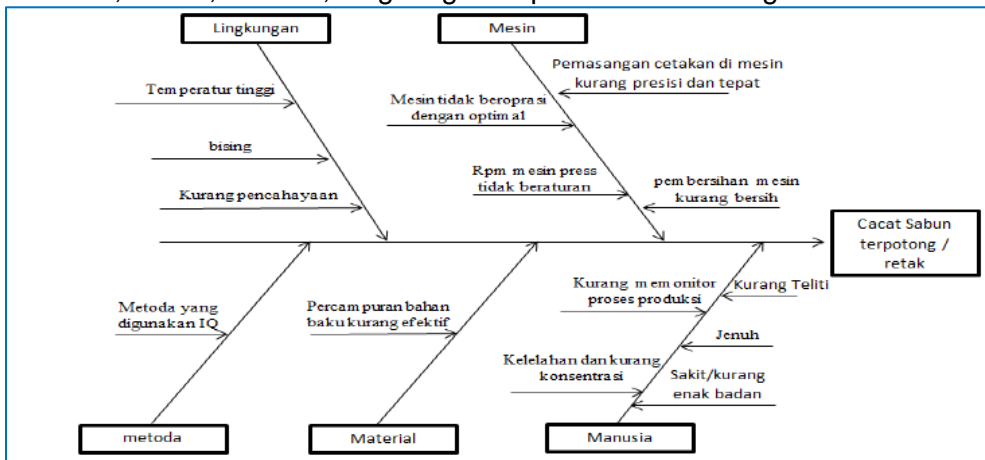 Lingkungan
Mesin
Temperatur tinggi
Pemasangan cetakan di mesin
kurang presisi dan tepat
Mesin tidak beroprasi
dengan optimal
bising
Rpm mesin press
tidak beraturan
Kurang pencahayaan
pembersihan mesin
kurang bersih
Cacat Sabun
terpotong /
retak
Metoda yang
digunakan IQ
Percampuran bahan
baku kurang efektif
Kurang memonitor
proses produksi
Kurang Teliti
Jenuh
Kelelahan dan kurang
konsentrasi
Sakit/kurang
enak badan
metoda
Material
Manusia